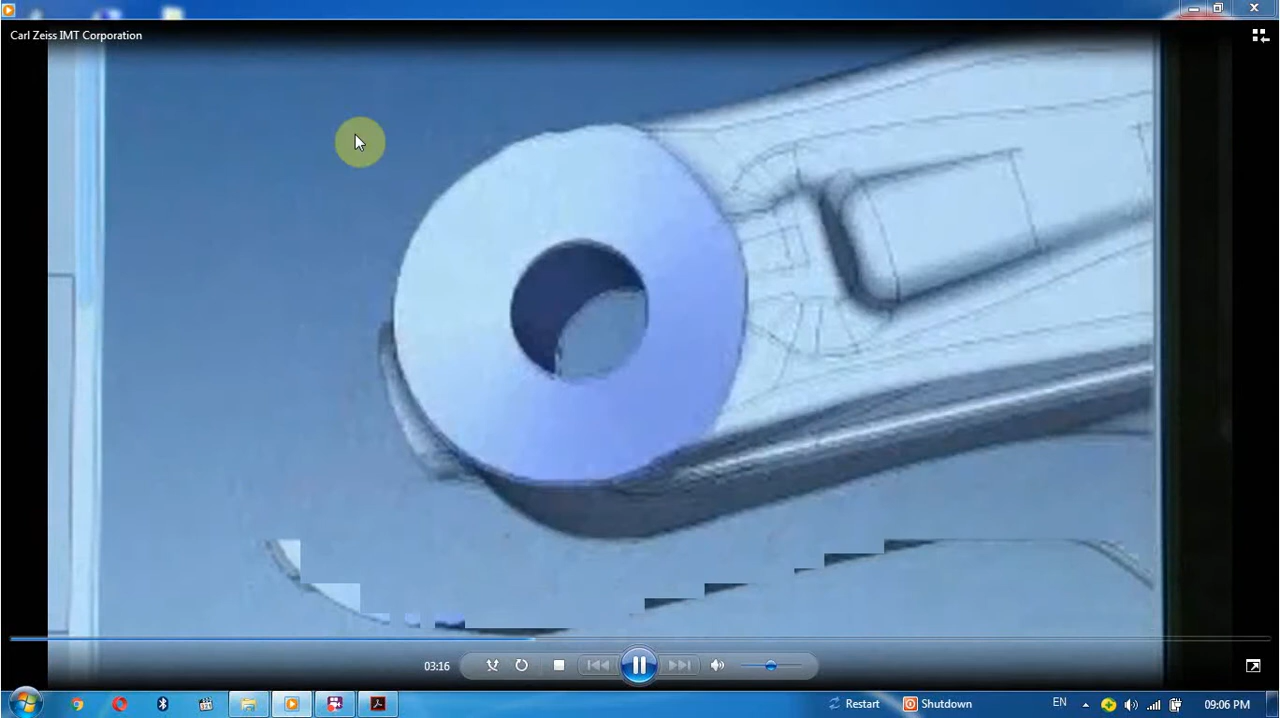 Carl Zeiss IMT Corporation
03:16
Restart
Shutdown
EN
09:06 PM